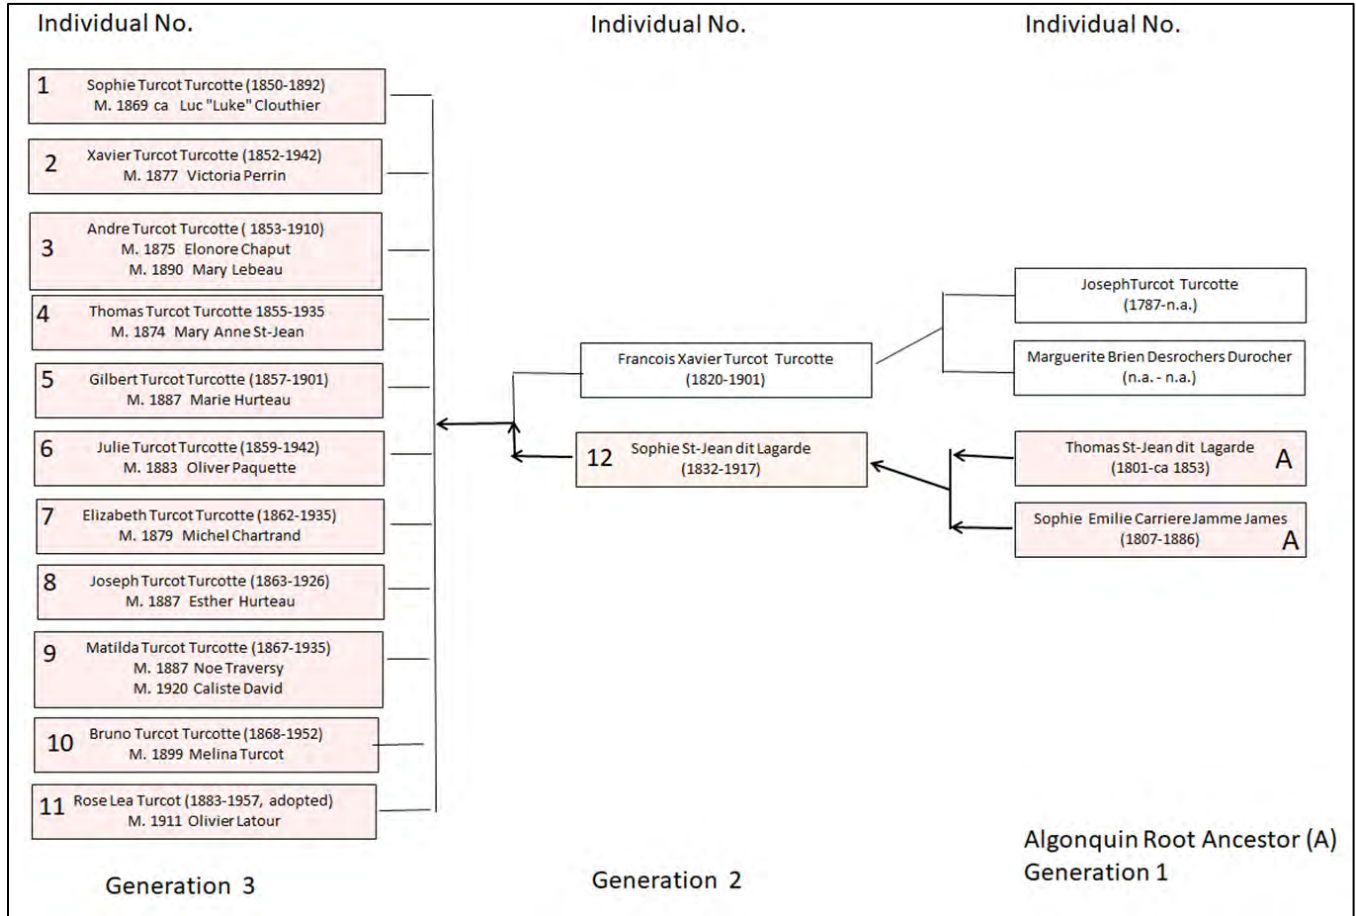 Individual No.
Individual No.
Individual No.
1
Sophie Turcot Turcotte (1850-1892)
M. 1869 ca Luc "Luke" Clouthier
2
Xavier Turcot Turcotte (1852-1942)
M. 1877 Victoria Perrin
3
Andre Turcot Turcotte ( 1853-1910)
M. 1875 Elonore Chaput
M. 1890 Mary Lebeau
4
Thomas Turcot Turcotte 1855-1935
M. 1874 Mary Anne St-Jean
5
Gilbert Turcot Turcotte (1857-1901)
M. 1887 Marie Hurteau
6
Julie Turcot Turcotte (1859-1942)
M. 1883 Oliver Paquette
7
Elizabeth Turcot Turcotte (1862-1935)
M. 1879 Michel Chartrand
8
Joseph Turcot Turcotte (1863-1926)
M. 1887 Esther Hurteau
9
Matilda Turcot Turcotte (1867-1935)
M. 1887 Noe Traversy
M. 1920 Caliste David
10
Bruno Turcot Turcotte (1868-1952)
M. 1899 Melina Turcot
11
Rose Lea Turcot (1883-1957, adopted)
M. 1911 Olivier Latour
Generation 3
Francois Xavier Turcot Turcotte
(1820-1901)
12
Sophie St-Jean dit Lagarde
(1832-1917)
Generation 2
JosephTurcot Turcotte
(1787-n.a.)
Marguerite Brien Desrochers Durocher
(n.a. - n.a.)
Thomas St-Jean dit Lagarde
(1801-ca 1853)
A
Sophie Emilie Carriere Jamme James
(1807-1886)
A
Algonquin Root Ancestor (A)
Generation 1